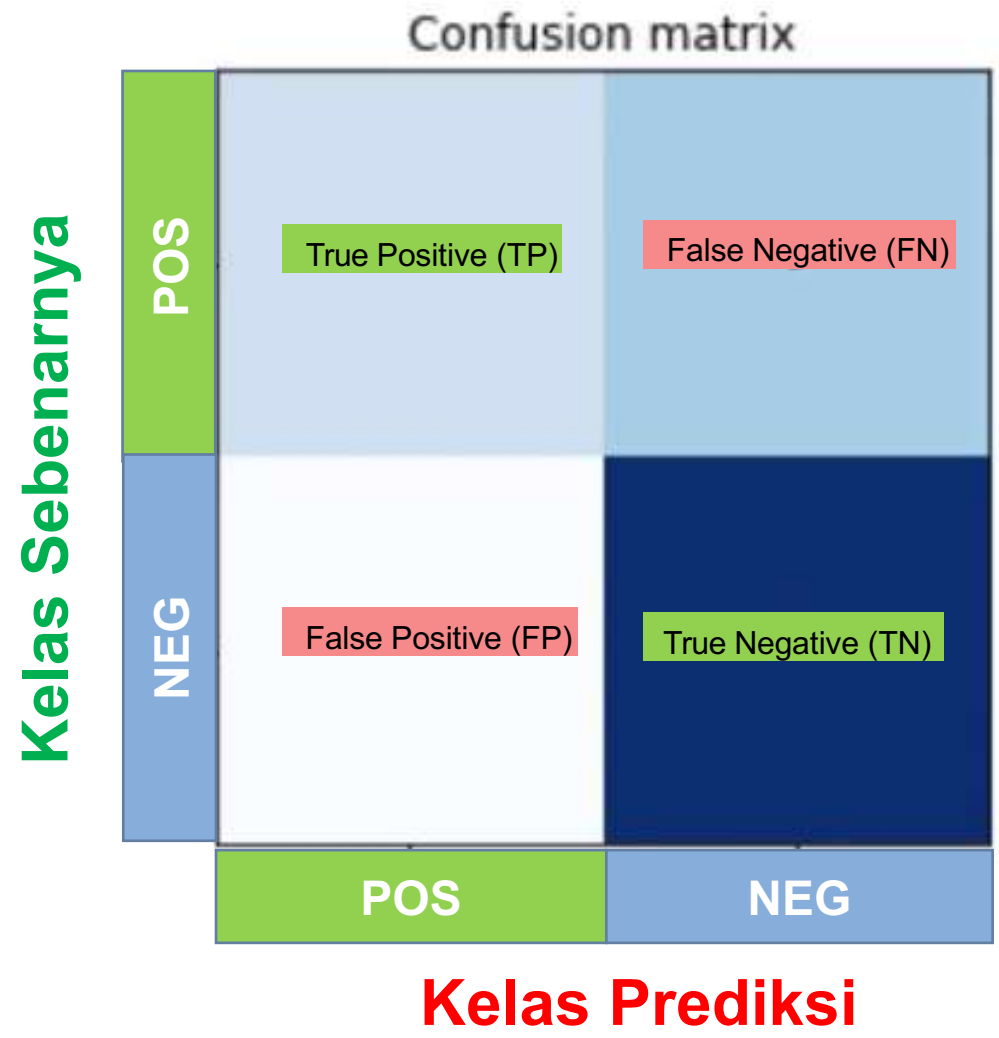 Confusion matrix
Kelas Sebenarnya
POS
True Positive (TP)
False Negative (FN)
NEG
False Positive (FP)
True Negative (TN)
POS
NEG
Kelas Prediksi